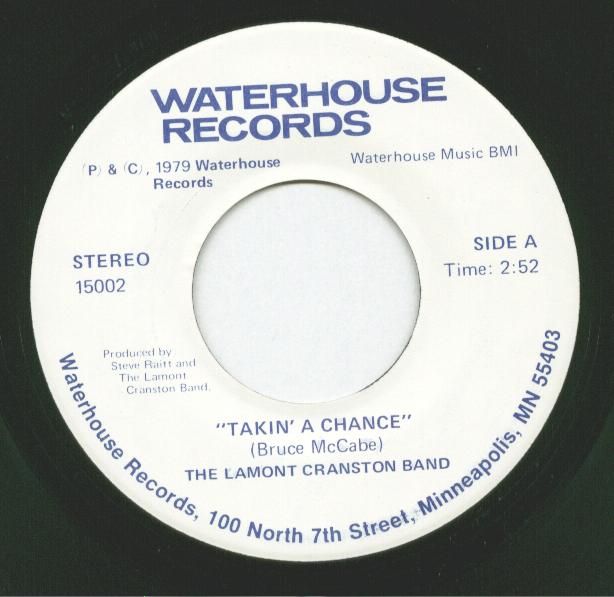 WATERHOUSE
RECORDS
(P) & (C), 1979 Waterhouse
Records
Waterhouse Music BMI
STEREO
15002
SIDE A
Time: 2:52
Produced by
Steve Raitt and
The Lamont
Cranston Band.
"TAKIN' A CHANCE"
(Bruce McCabe)
THE LAMONT CRANSTON BAND
Waterhouse Records, 100 North 7th Street, Minneapolis, MN 55403